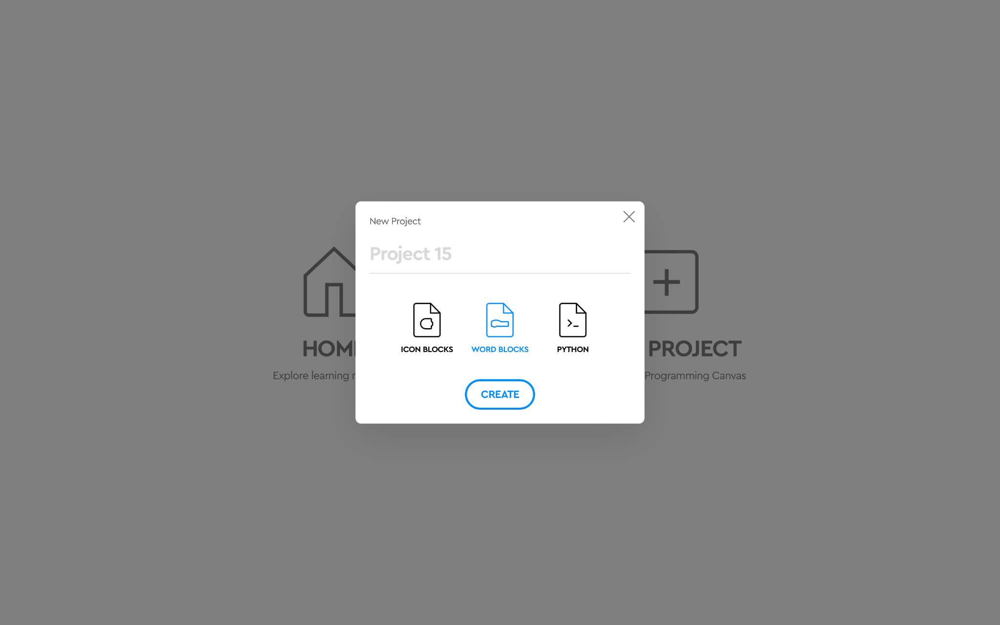 New Project
Project 15
ICON BLOCKS
WORD BLOCKS
PYTHON
CREATE
HOM
PROJECT
Explore learning
Programming Canvas